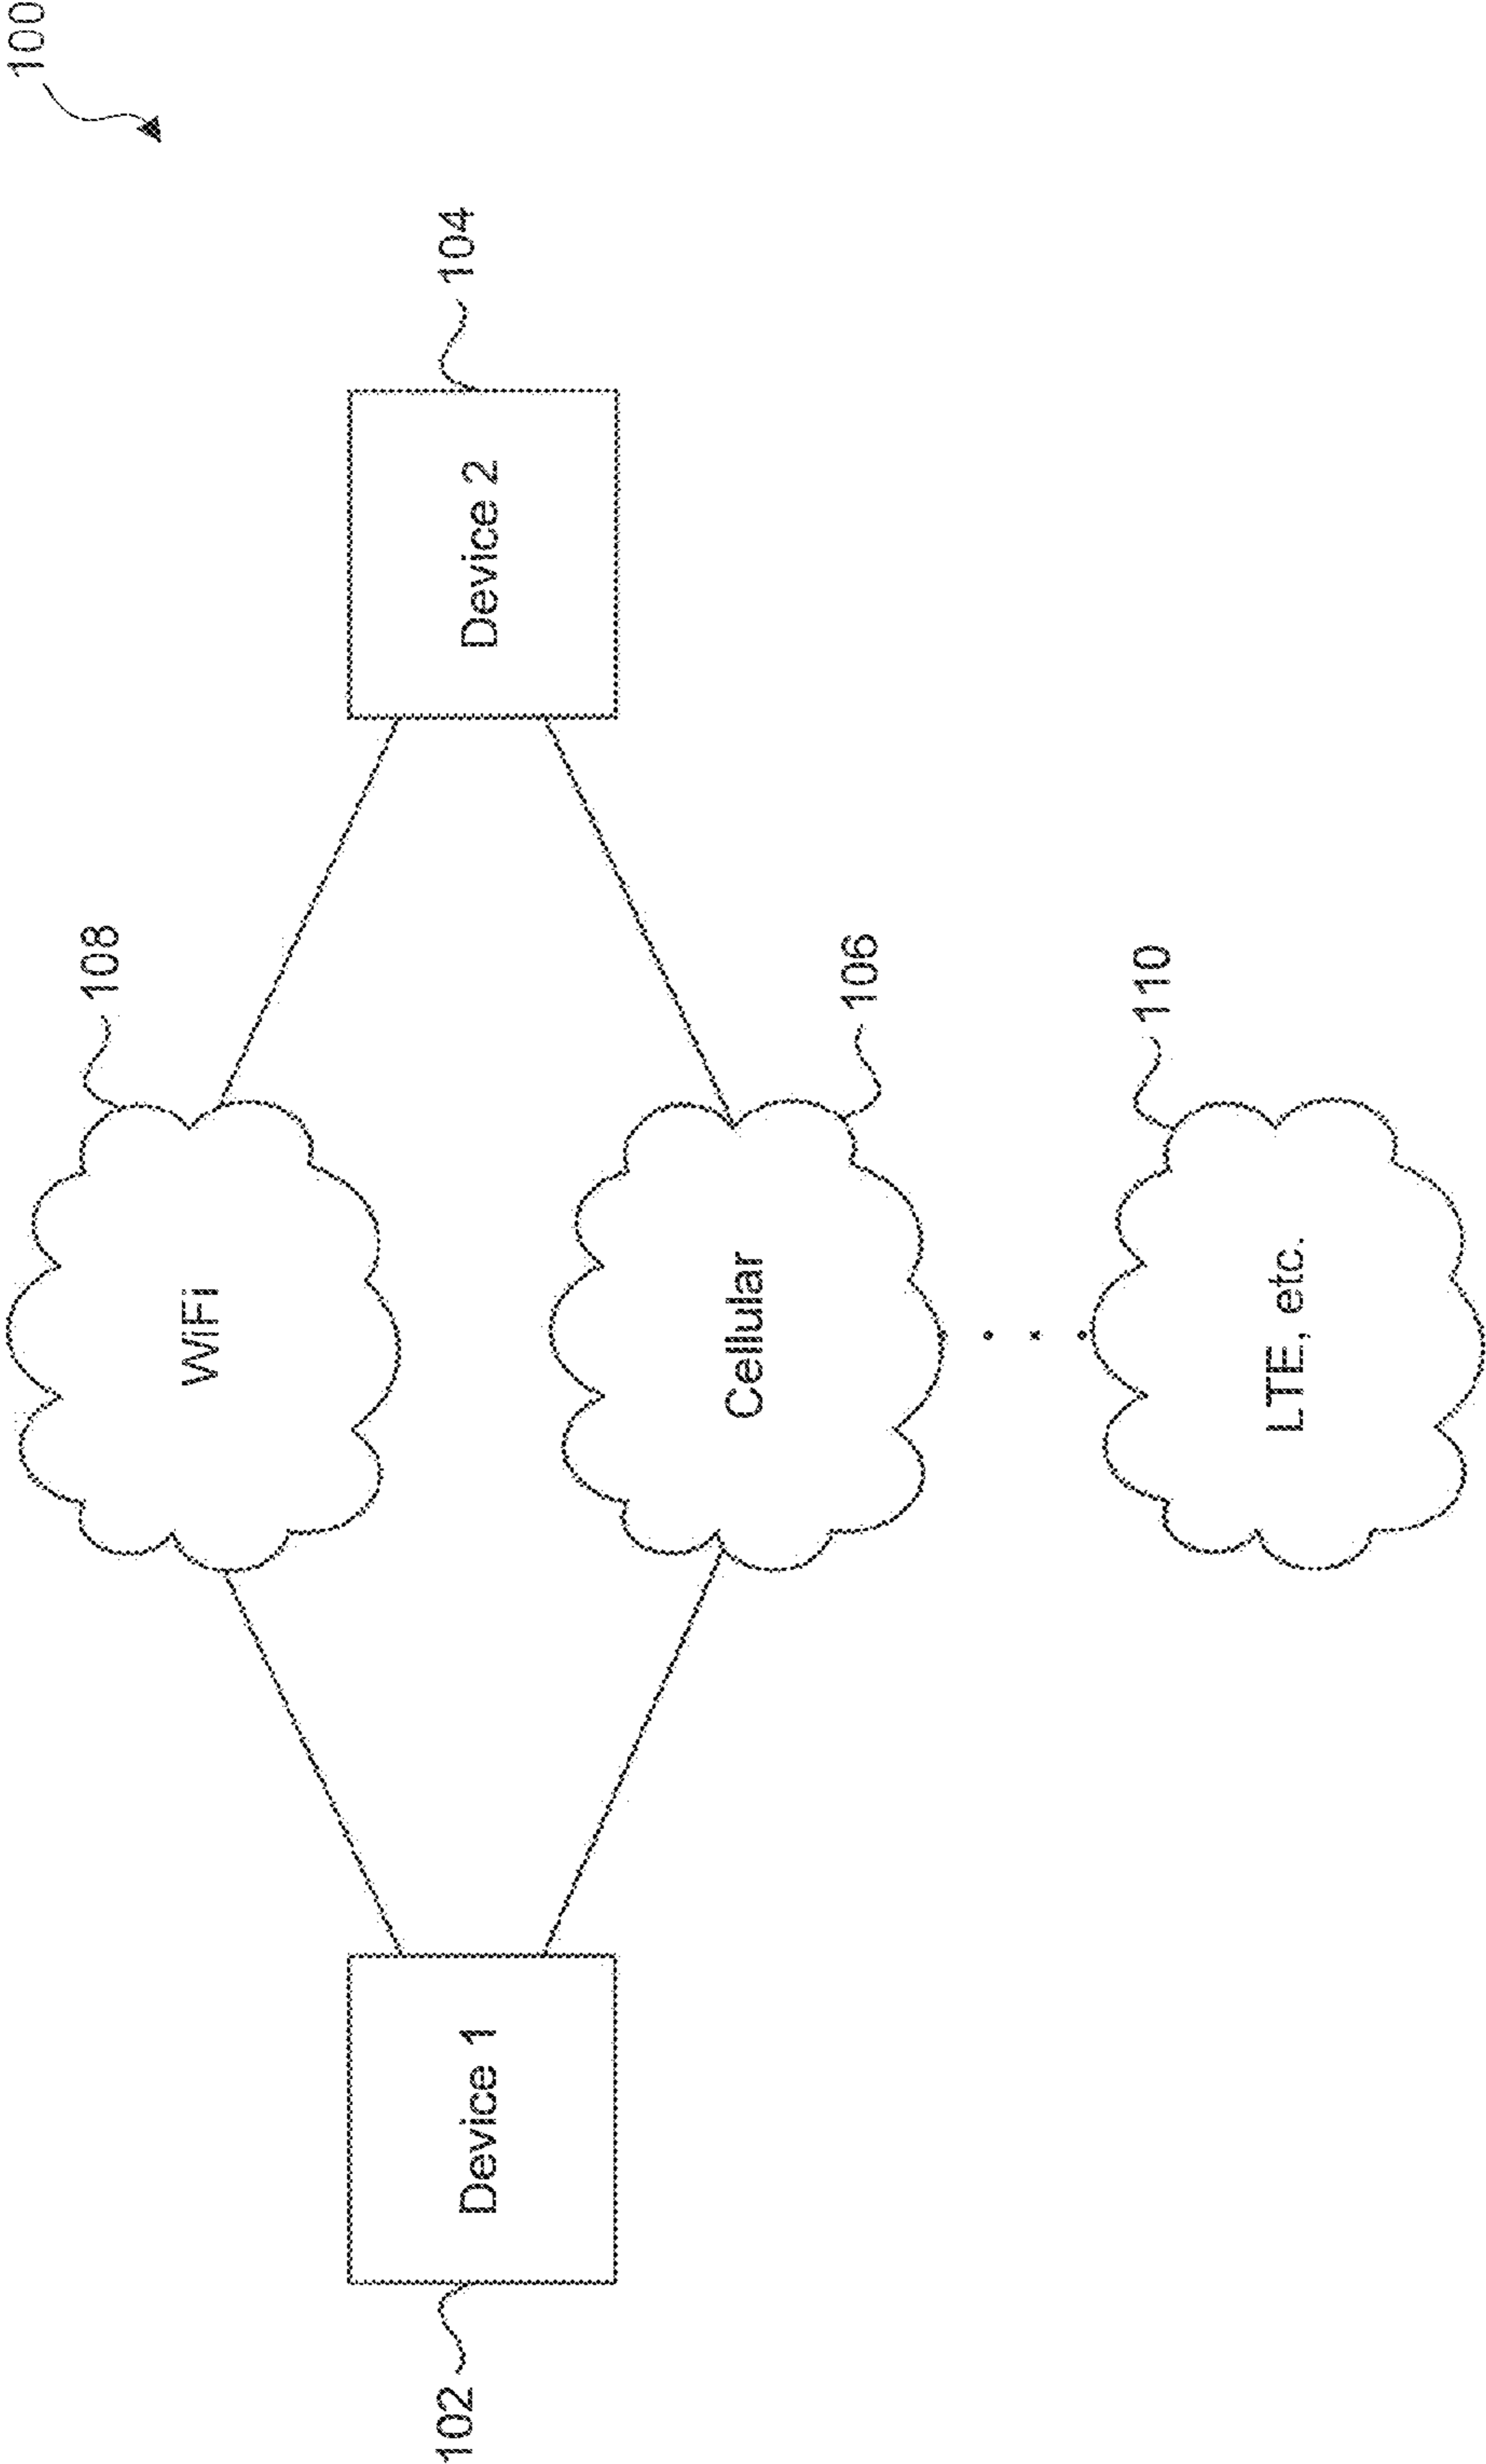 100
108
WiFi
104
Device 2
Device 1
102
106
Cellular
110
LTE, etc.